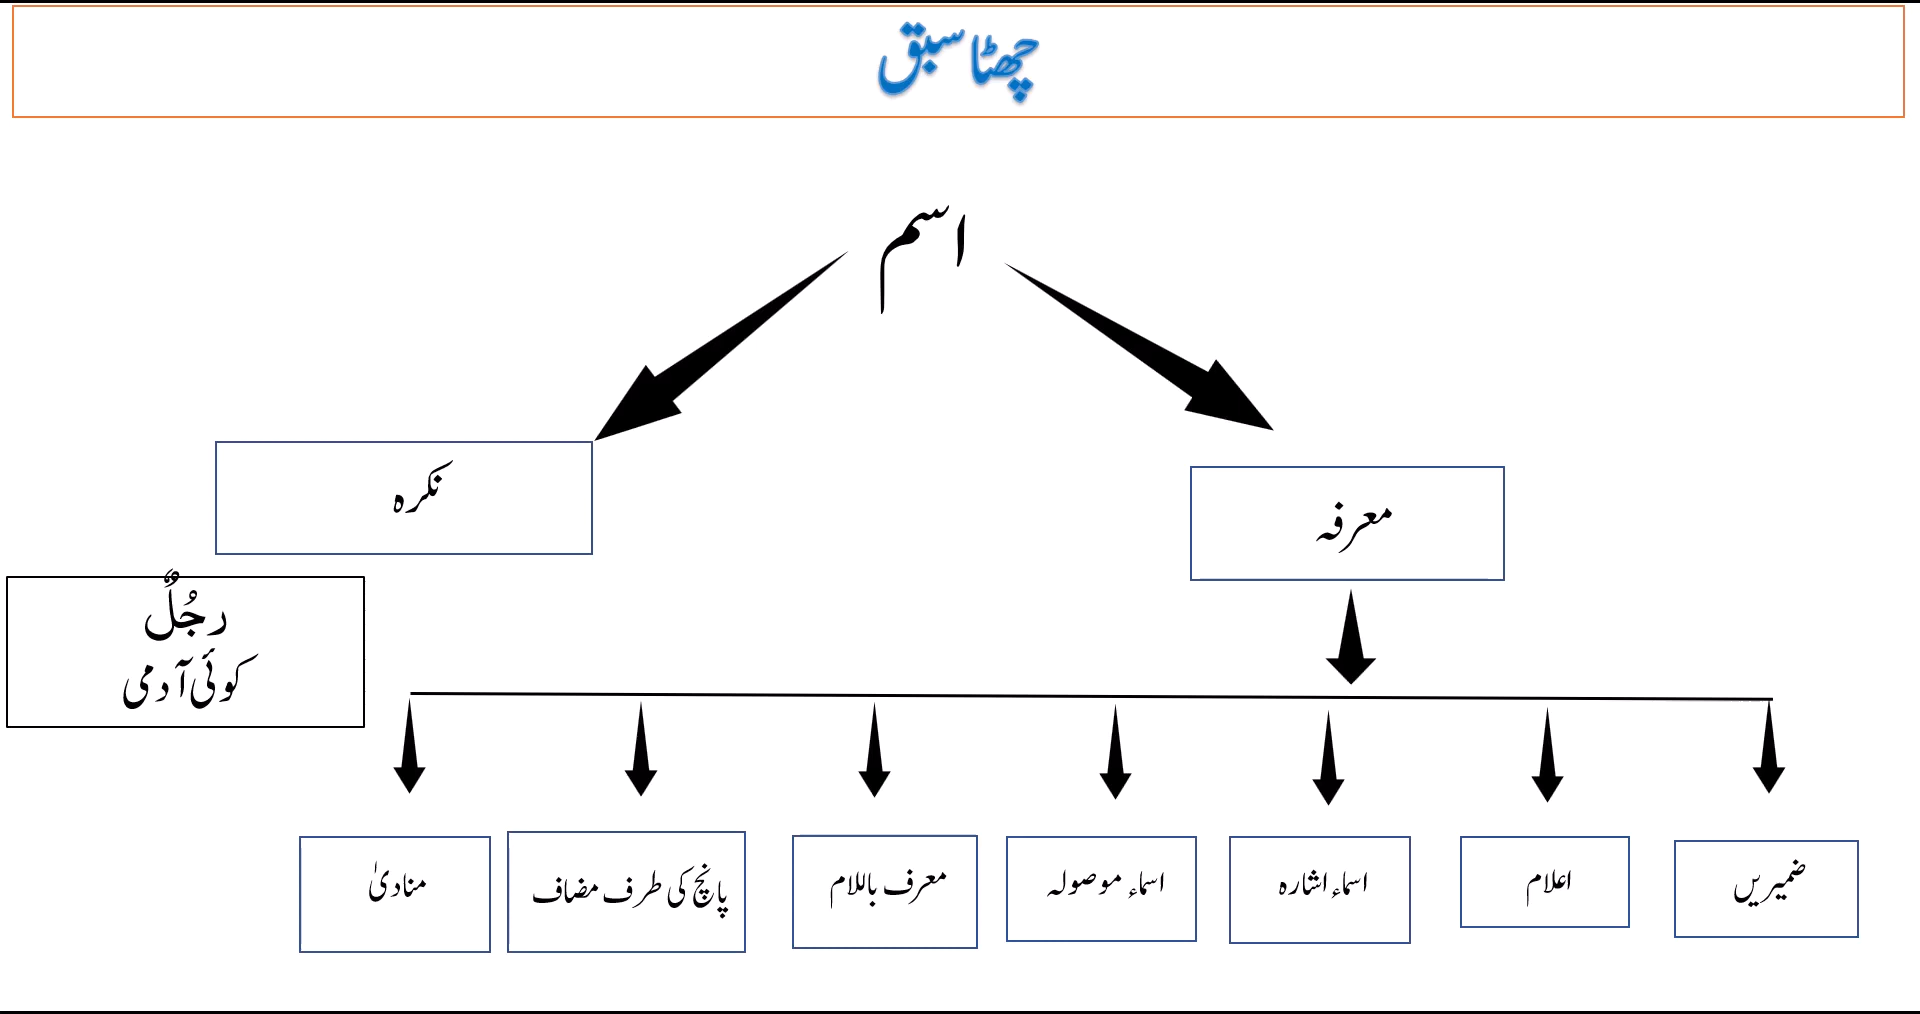 چھٹا سبق
اسم
معرفہ
نکرہ
رجُلٌ
کوئی آدمی
ضمیریں
اعلام
اسماء اشارہ
اسماء موصولہ
معرف باللام
پانچ کی طرف مضاف
منادیٰ